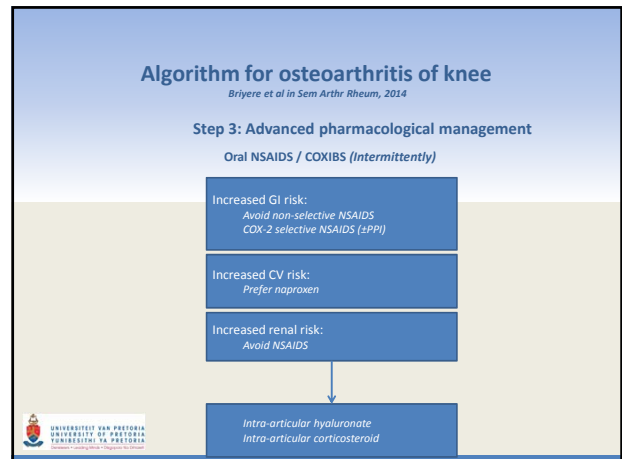 Algorithm for osteoarthritis of knee
Briyere et al in Sem Arthr Rheum, 2014
Step 3: Advanced pharmacological management
Oral NSAIDS / COXIBS (Intermittently)
Increased GI risk:
Avoid non-selective NSAIDS
COX-2 selective NSAIDS (±PPI)
Increased CV risk:
Prefer naproxen
Increased renal risk:
Avoid NSAIDS
Intra-articular hyaluronate
Intra-articular corticosteroid
UNIVERSITEIT VAN PRETORIA
UNIVERSITY OF PRETORIA
YUNIBESITHI YA PRETORIA